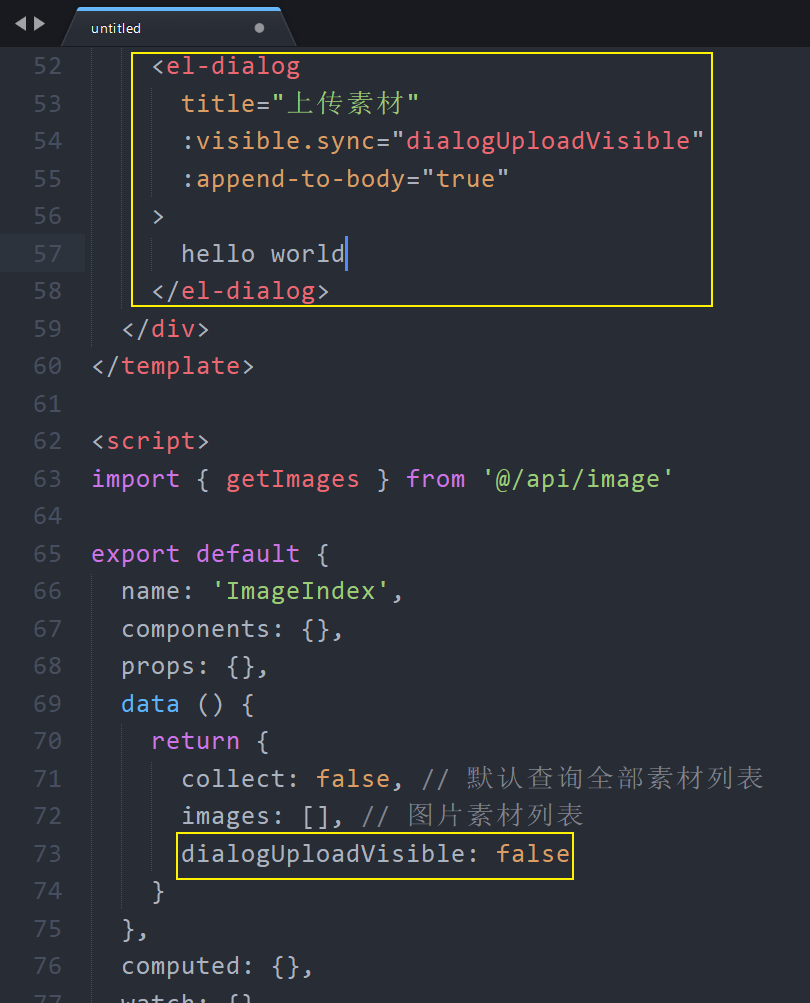 untitled
52 <el-dialog
53 title="上传素材"
54 :visible.sync="dialogUploadVisible"
55 :append-to-body="true"
56 >
57 hello world
58 </el-dialog>
59 </div>
60 </template>
61
62 <script>
63 import { getImages } from '@/api/image'
64
65 export default {
66 name: 'ImageIndex',
67 components: {},
68 props: {},
69 data () {
70 return {
71 collect: false, // 默认查询全部素材列表
72 images: [], // 图片素材列表
73 dialogUploadVisible: false
74 }
75 },
76 computed: {},
77 watch: {}